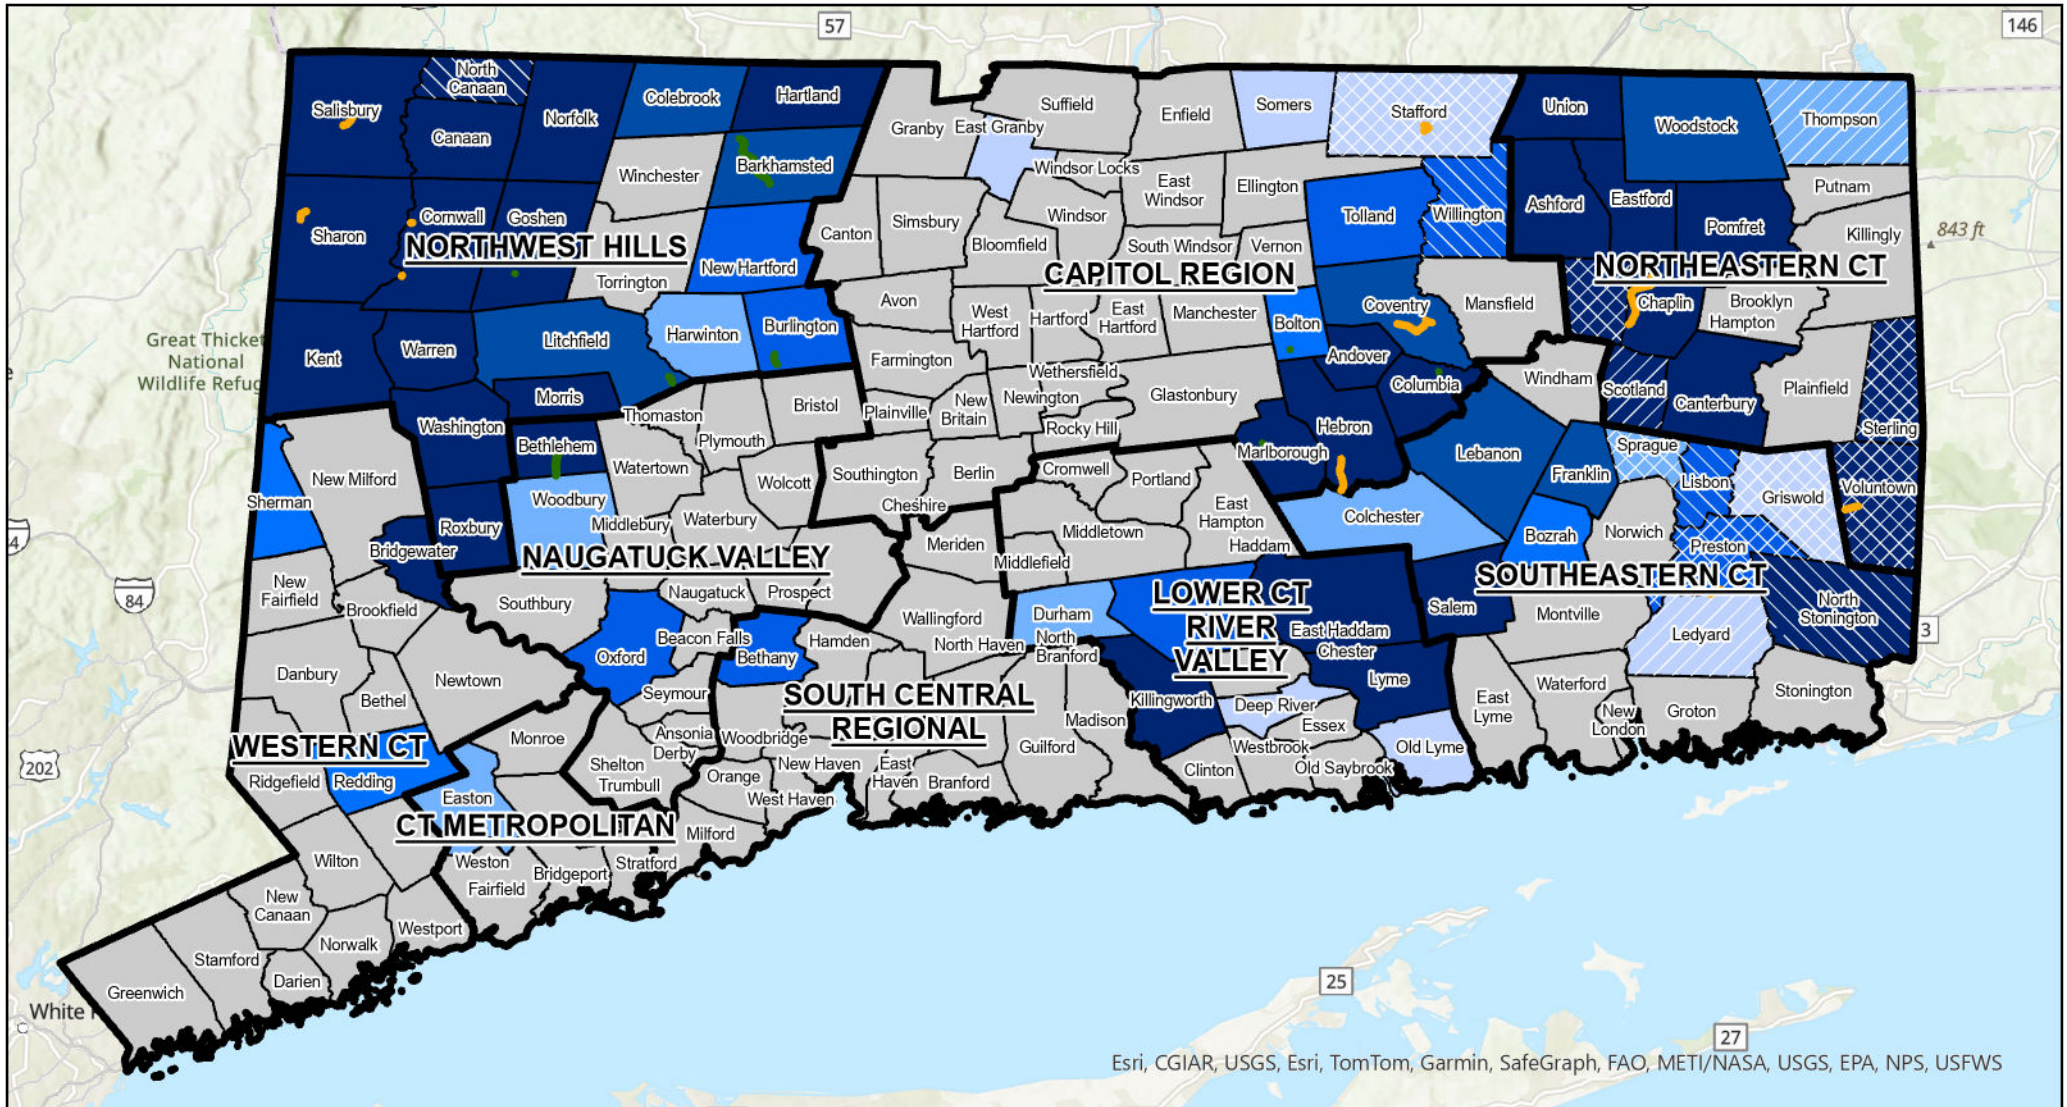 57
146
North
Canaan
Salisbury
Canaan
Norfolk
Colebrook
Hartland
Granby
East Granby
Suffield
Enfield
Somers
Stafford
Union
Woodstock
Thompson
Winchester
Barkhamsted
Windsor Locks
East
Windsor
Ellington
Putnam
Sharon
Cornwall
Goshen
Canton
Simsbury
Bloomfield
Windsor
South Windsor
Vernon
Tolland
Willington
Ashford
Eastford
Pomfret
Killingly
843 ft
NORTHWEST HILLS
CAPITOL REGION
NORTHEASTERN CT
Torrington
New Hartford
Avon
West
Hartford
Hartford
East
Hartford
Manchester
Bolton
Coventry
Mansfield
Chaplin
Brooklyn
Hampton
Great Thicket
National
Wildlife Refug
Kent
Warren
Litchfield
Harwinton
Burlington
Farmington
Wethersfield
Andover
Columbia
Windham
Scotland
Canterbury
Plainfield
Sterling
Morris
Washington
Thomaston
Plymouth
Bristol
Plainville
New
Britain
Newington
Rocky Hill
Glastonbury
Hebron
Marlborough
Lebanon
Franklin
Sprague
Lisbon
Griswold
Voluntown
Bethlehem
Watertown
Wolcott
Southington
Berlin
Cromwell
Portland
New Milford
Sherman
Woodbury
Middlebury
Waterbury
Cheshire
East
Hampton
Haddam
Colchester
Bozrah
Norwich
Preston
Roxbury
Bridgewater
NAUGATUCK VALLEY
Meriden
Middletown
Middlefield
4
84
New
Fairfield
Brookfield
Southbury
Naugatuck
Prospect
Wallingford
Durham
LOWER CT
RIVER
VALLEY
SOUTHEASTERN CT
Salem
Montville
Ledyard
North
Stonington
3
Danbury
Bethel
Newtown
Oxford
Beacon Falls
Bethany
Hamden
North Haven
North
Branford
East Haddam
Chester
Lyme
Killingworth
Deep River
Essex
Seymour
SOUTH CENTRAL
REGIONAL
Ansonia
Derby
Woodbridge
Madison
Guilford
East
Lyme
Waterford
New
London
Groton
Stonington
WESTERN CT
202
Ridgefield
Redding
Monroe
Shelton
Trumbull
Orange
New Haven
East
Haven
Branford
West Haven
Clinton
Westbrook
Old Saybrook
Old Lyme
Easton
CT METROPOLITAN
Milford
Stratford
Wilton
Weston
Fairfield
Bridgeport
New
Canaan
Norwalk
Westport
Stamford
Darien
Greenwich
White
25
27
Esri, CGIAR, USGS, Esri, TomTom, Garmin, SafeGraph, FAO, METI/NASA, USGS, EPA, NPS, USFWS